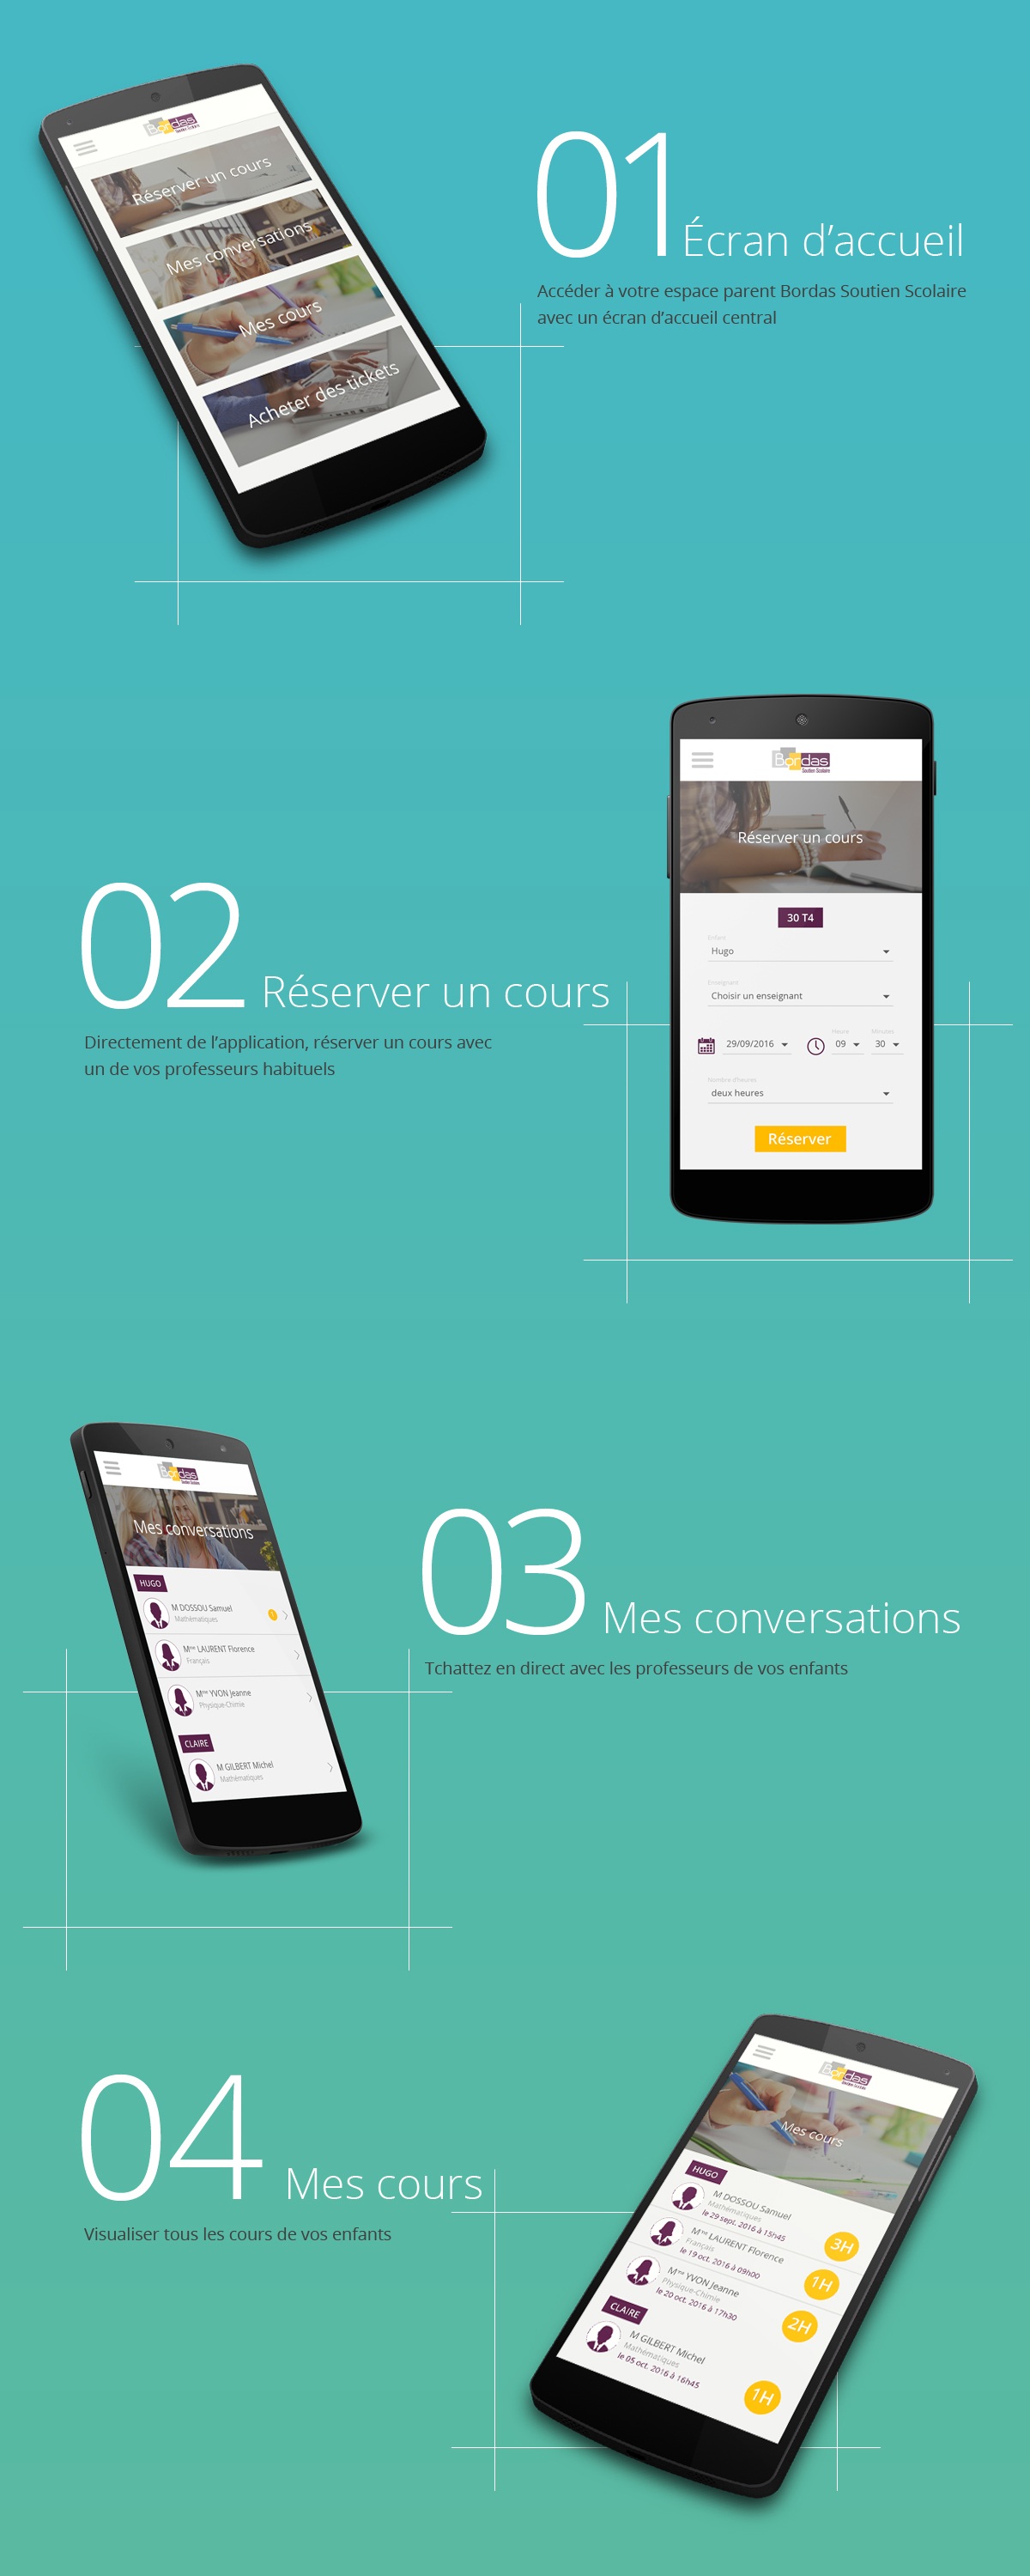 Bordas
Soutien Scolaire
Réserver un cours
Mes conversations
Mes cours
Acheter des tickets
01 Écran d’accueil
Accéder à votre espace parent Bordas Soutien Scolaire
avec un écran d’accueil central
Bordas
Soutien Scolaire
Réserver un cours
30 T4
Enfant
Hugo
Enseignant
Choisir un enseignant
Heure
Minutes
29/09/2016
09
30
Nombre d'heures
deux heures
Réserver
02 Réserver un cours
Directement de l’application, réserver un cours avec
un de vos professeurs habituels
Bordas
Soutien Scolaire
Mes conversations
HUGO
M DOSSOU Samuel
Mathématiques
Mme LAURENT Florence
Français
Mme YVON Jeanne
Physique-Chimie
CLAIRE
M GILBERT Michel
Mathématiques
03 Mes conversations
Tchattez en direct avec les professeurs de vos enfants
04 Mes cours
Visualiser tous les cours de vos enfants
Bordas
Soutien Scolaire
Mes cours
HUGO
M DOSSOU Samuel
Mathématiques
le 29 sept. 2016 à 15h45
3H
Mme LAURENT Florence
Français
le 19 oct. 2016 à 09h00
1H
Mme YVON Jeanne
Physique-Chimie
le 20 oct. 2016 à 17h30
2H
CLAIRE
M GILBERT Michel
Mathématiques
le 05 oct. 2016 à 16h45
1H